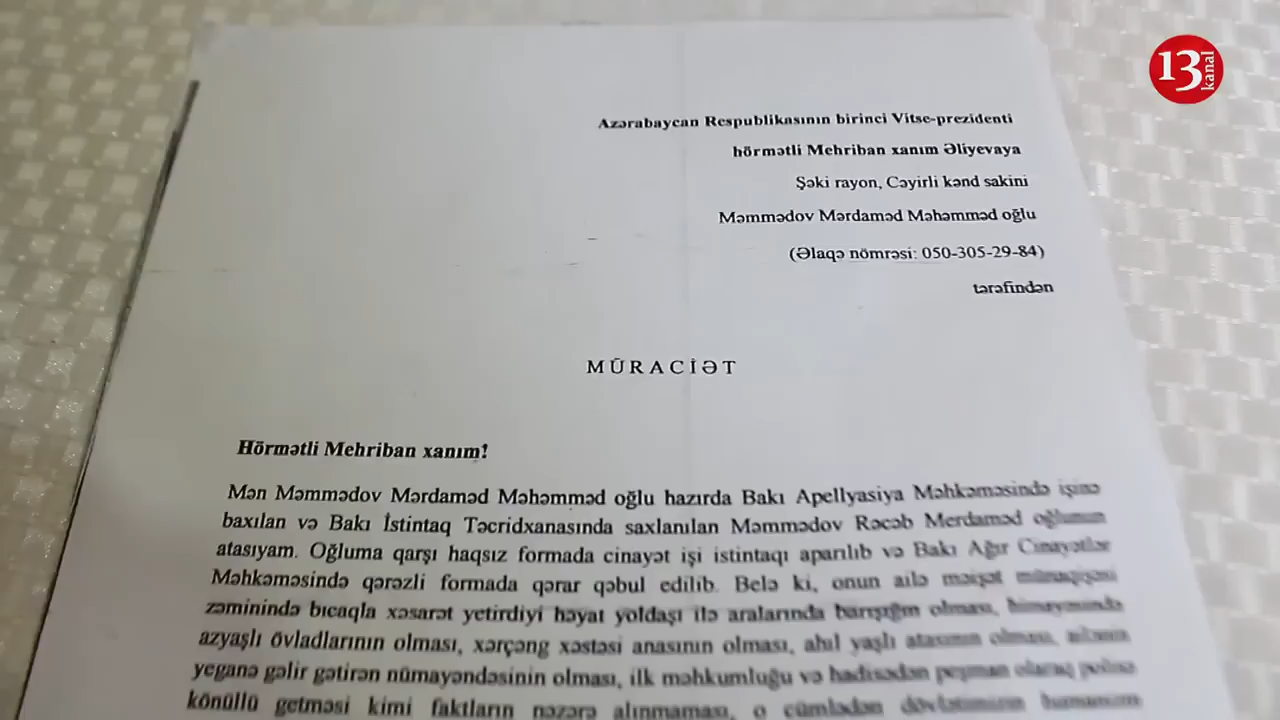 13 kanal
Azərabaycan Respublikasının birinci Vitse-prezidenti
hörmətli Mehriban xanım Əliyevaya
Şəki rayon, Cəyirli kənd sakini
Məmmədov Mərdaməd Məhəmməd oğlu
(Əlaqə nömrəsi: 050-305-29-84)
tərəfindən
MÜRACİƏT
Hörmətli Mehriban xanım!
Mən Məmmədov Mərdaməd Məhəmməd oğlu hazırda Bakı Apellyasiya Məhkəməsində işinə
baxılan və Bakı İstintaq Təcridxanasında saxlanılan Məmmədov Rəcəb Merdaməd oğlunun
atasıyam. Oğluma qarşı haqsız formada cinayət işi istintaqı aparılıb və Bakı Ağır Cinayətlər
Məhkəməsində qərəzli formada qərar qəbul edilib. Belə ki, onun ailə məişət münaqişəsi
zəminində bıcaqla xəsarət yetirdiyi həyat yoldaşı ilə aralarında barışığın olması, himayəsində
azyaşlı övladlarının olması, xərçəng xəstəsi anasının olması, ahıl yaşlı atasının olması, ailənin
yeganə gəlir gətirən nümayəndəsinin olması, ilk məhkumluğu və hadisədən peşman olaraq polisə
könüllü getməsi kimi faktların nəzərə alınmaması, o cümlədən dövlətimizin